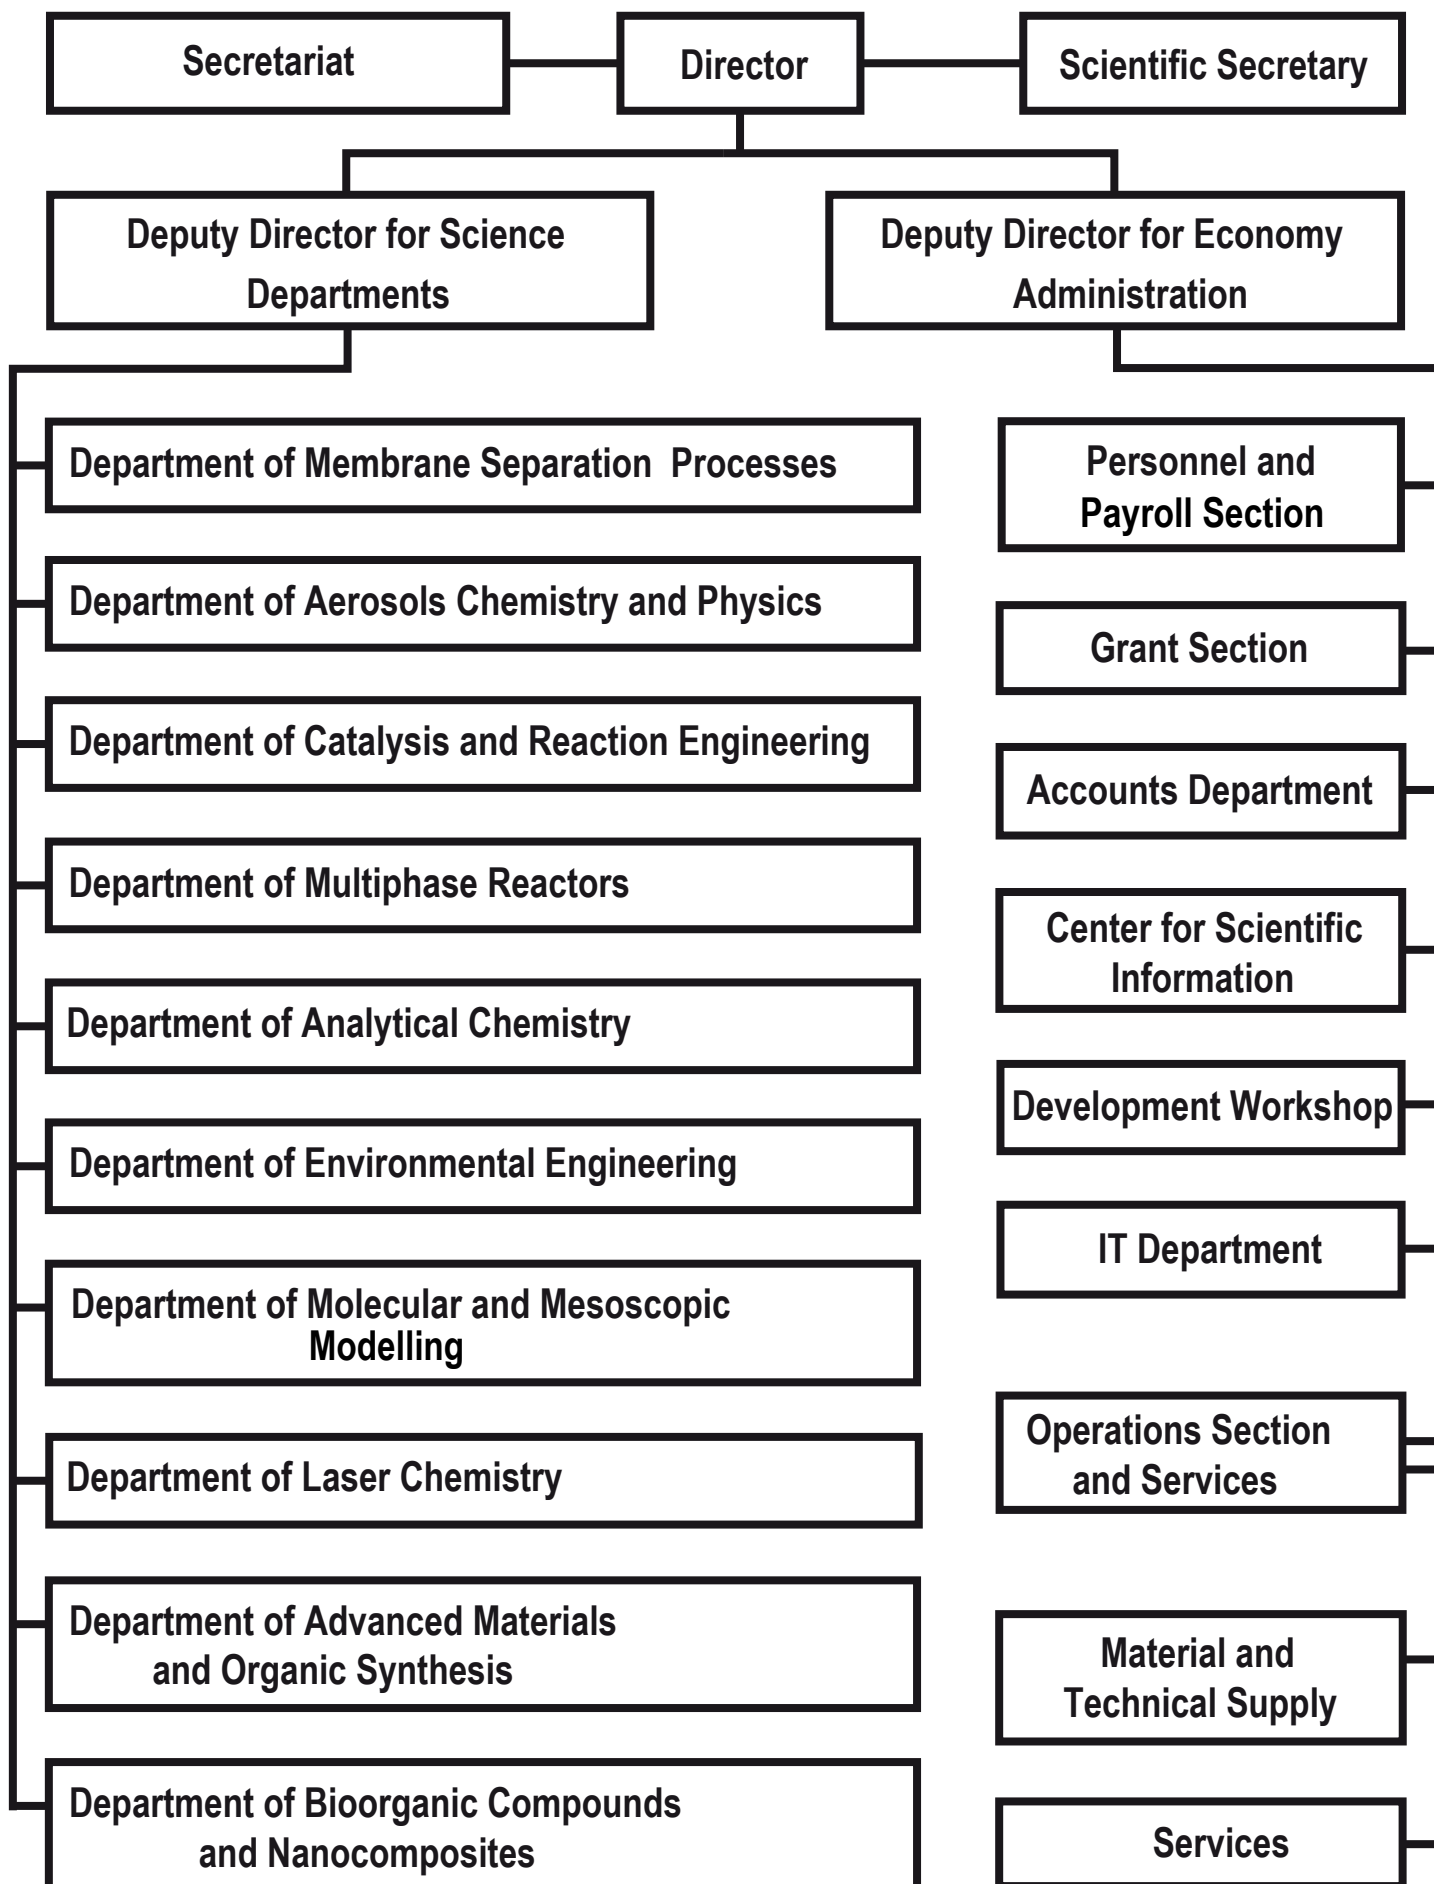 Secretariat
Director
Scientific Secretary
Deputy Director for Science
Departments
Deputy Director for Economy
Administration
Department of Membrane Separation Processes
Department of Aerosols Chemistry and Physics
Department of Catalysis and Reaction Engineering
Department of Multiphase Reactors
Department of Analytical Chemistry
Department of Environmental Engineering
Department of Molecular and Mesoscopic
Modelling
Department of Laser Chemistry
Department of Advanced Materials
and Organic Synthesis
Department of Bioorganic Compounds
and Nanocomposites
Personnel and
Payroll Section
Grant Section
Accounts Department
Center for Scientific
Information
Development Workshop
IT Department
Operations Section
and Services
Material and
Technical Supply
Services